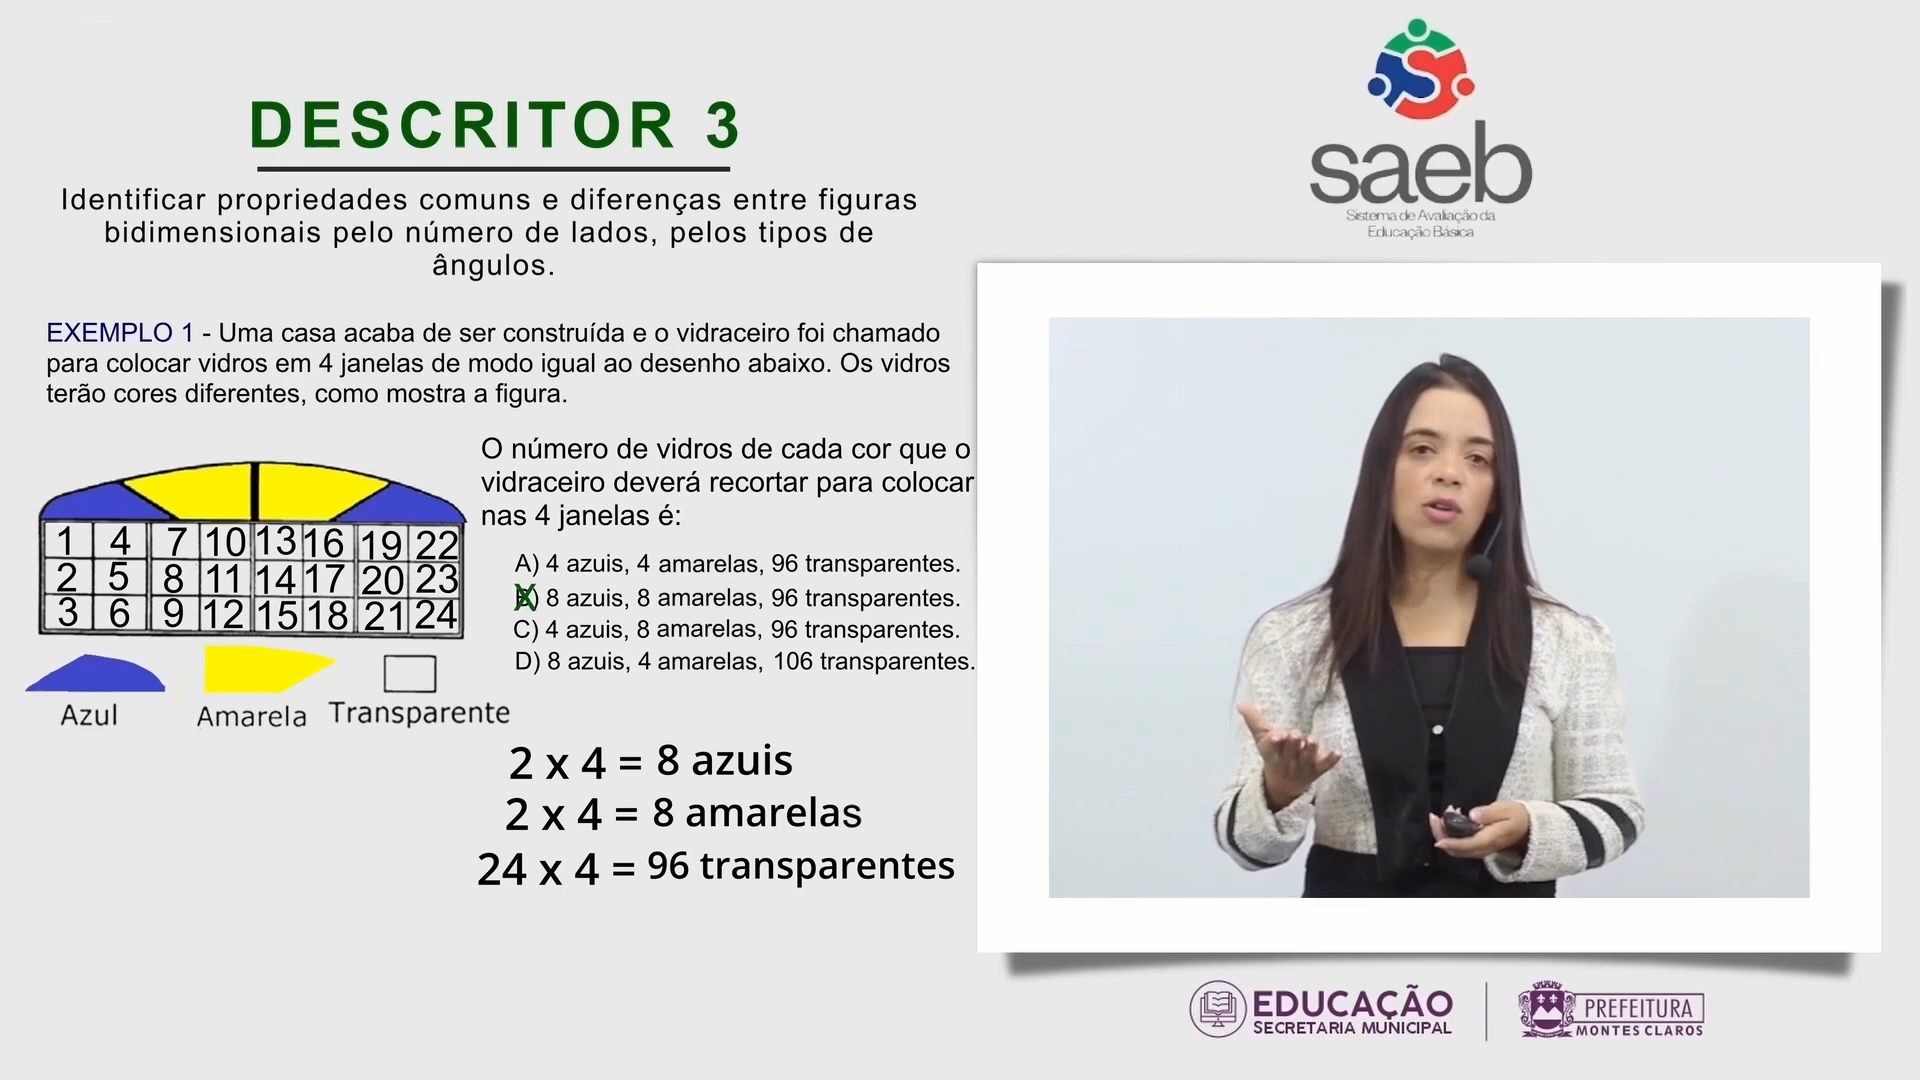 DESCRITOR 3
Identificar propriedades comuns e diferenças entre figuras
bidimensionais pelo número de lados, pelos tipos de
ângulos.
EXEMPLO 1 - Uma casa acaba de ser construída e o vidraceiro foi chamado
para colocar vidros em 4 janelas de modo igual ao desenho abaixo. Os vidros
terão cores diferentes, como mostra a figura.
1 4 7 10 13 16 19 22
2 5 8 11 14 17 20 23
3 6 9 12 15 18 21 24
Azul Amarela Transparente
O número de vidros de cada cor que o
vidraceiro deverá recortar para colocar
nas 4 janelas é:
A) 4 azuis, 4 amarelas, 96 transparentes.
B) 8 azuis, 8 amarelas, 96 transparentes.
C) 4 azuis, 8 amarelas, 96 transparentes.
D) 8 azuis, 4 amarelas, 106 transparentes.
2 x 4 = 8 azuis
2 x 4 = 8 amarelas
24 x 4 = 96 transparentes
saeb
Sistema de Avaliação da
Educação Básica
EDUCAÇÃO
SECRETARIA MUNICIPAL
PREFEITURA
MONTES CLAROS